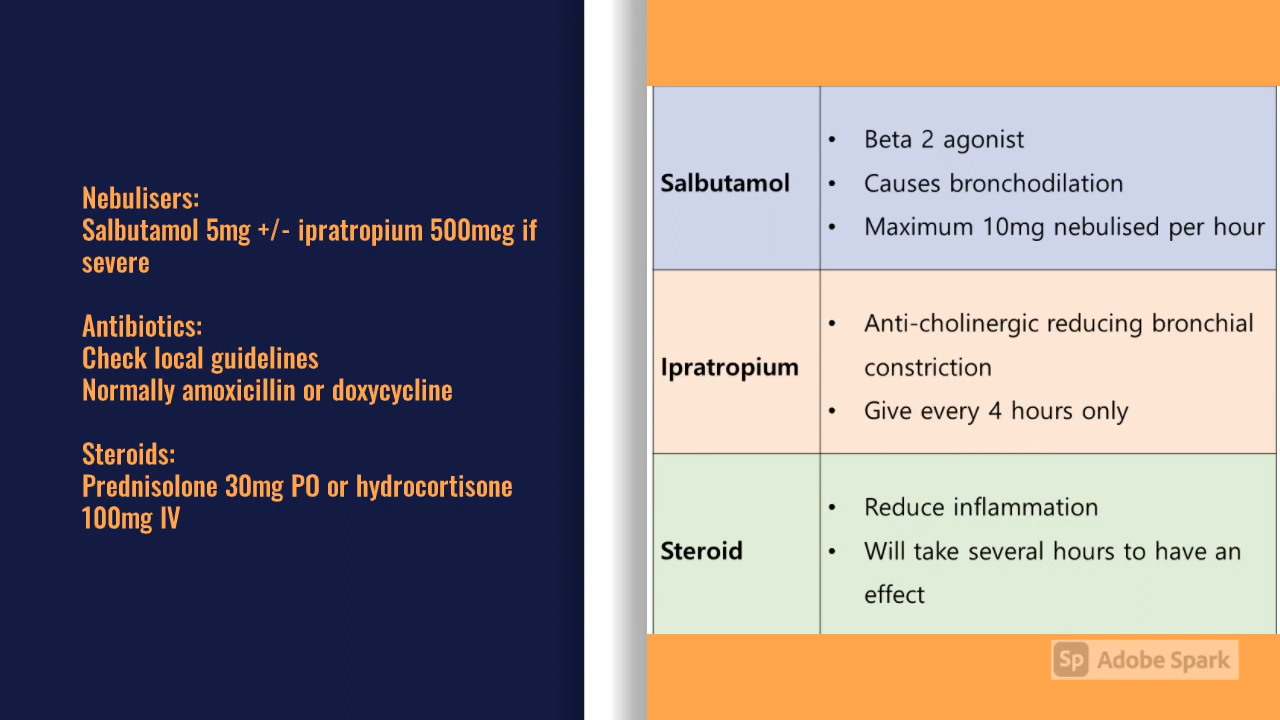 Nebulisers:
Salbutamol 5mg +/- ipratropium 500mcg if
severe
Antibiotics:
Check local guidelines
Normally amoxicillin or doxycycline
Steroids:
Prednisolone 30mg PO or hydrocortisone
100mg IV
Salbutamol
• Beta 2 agonist
• Causes bronchodilation
• Maximum 10mg nebulised per hour
Ipratropium
• Anti-cholinergic reducing bronchial
constriction
• Give every 4 hours only
Steroid
• Reduce inflammation
• Will take several hours to have an
effect
Sp Adobe Spark